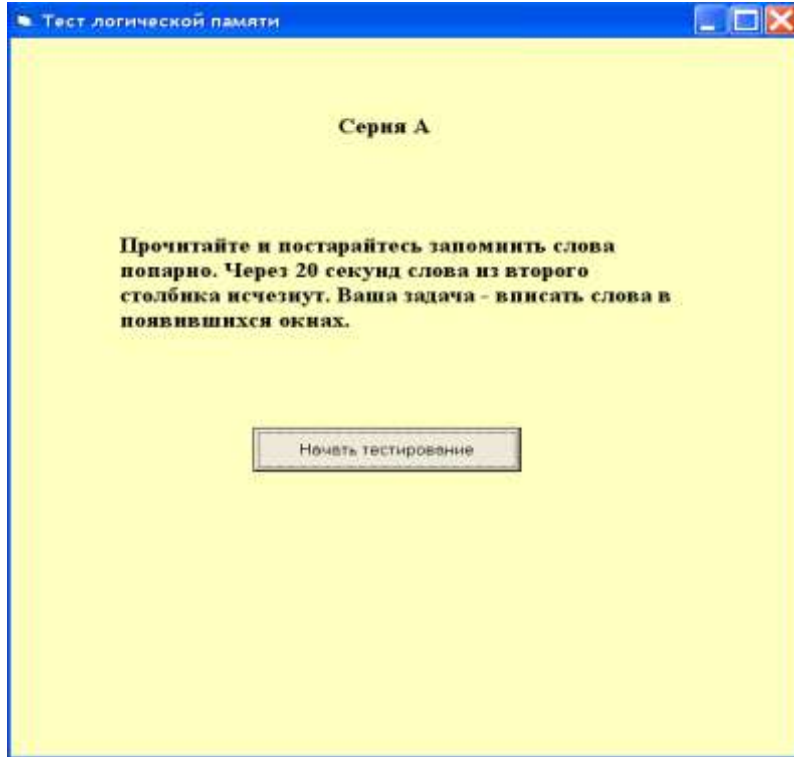 Тест логической памяти
Серия А
Прочитайте и постарайтесь запомнить слова
попарно. Через 20 секунд слова из второго
столбика исчезнут. Ваша задача - вписать слова в
появившихся окнах.
Начать тестирование